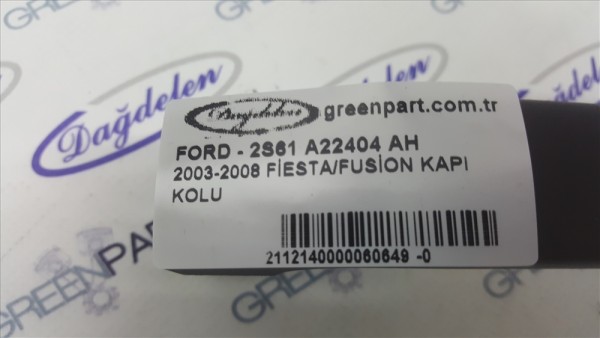 GREENPART
Dağdelen
GREENPAR
Dağdelen greenpart.com.tr
FORD - 2S61 A22404 AH
2003-2008 FİESTA/FUSİON KAPI
KOLU
2112140000060649 -0